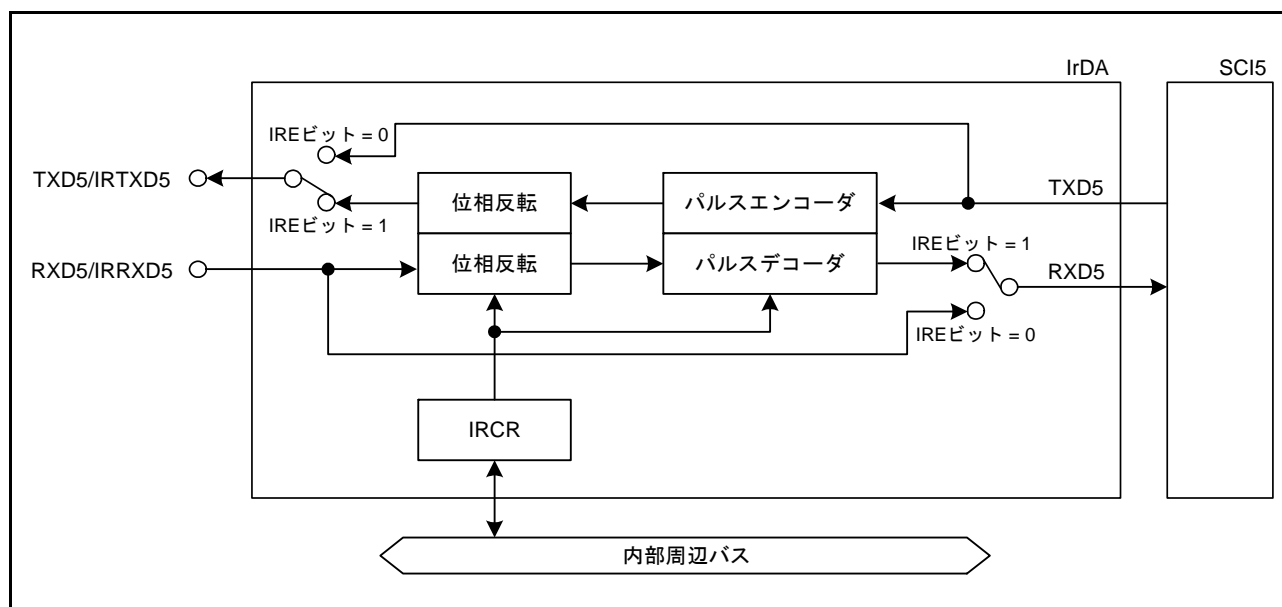 IrDA
SCI5
IREビット = 0
TXD5/IRTXD5
位相反転
パルスエンコーダ
TXD5
IREビット = 1
RXD5/IRRXD5
位相反転
パルスデコーダ
IREビット = 1
RXD5
IREビット = 0
IRCR
内部周辺バス